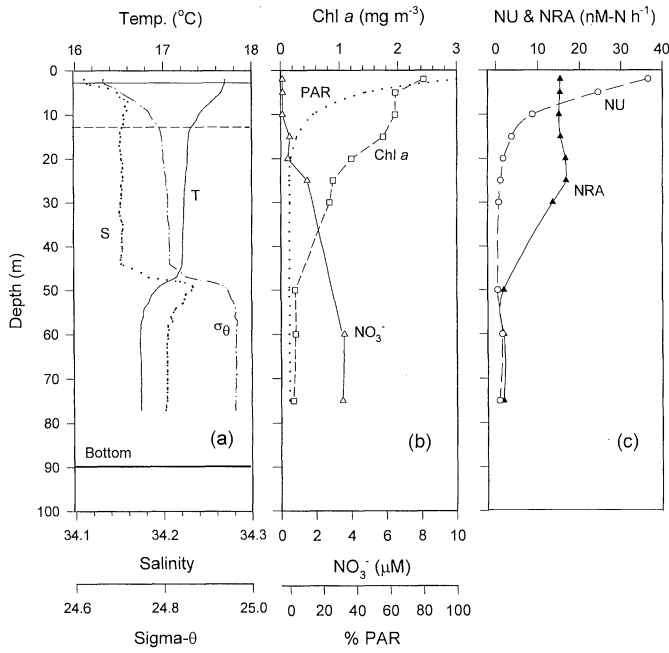 Temp. (°C)
16 17 18
Chl a (mg m-3)
0 1 2 3
NU & NRA (nM-N h-1)
0 10 20 30 40
Depth (m)
0
10
20
30
40
50
60
70
80
90
100
S
T
σθ
(a)
Bottom
PAR
Chl a
NO3-
(b)
NU
NRA
(c)
34.1 34.2 34.3
Salinity
24.6 24.8 25.0
Sigma-θ
0 2 4 6 8 10
NO3- (μM)
0 20 40 60 80 100
% PAR